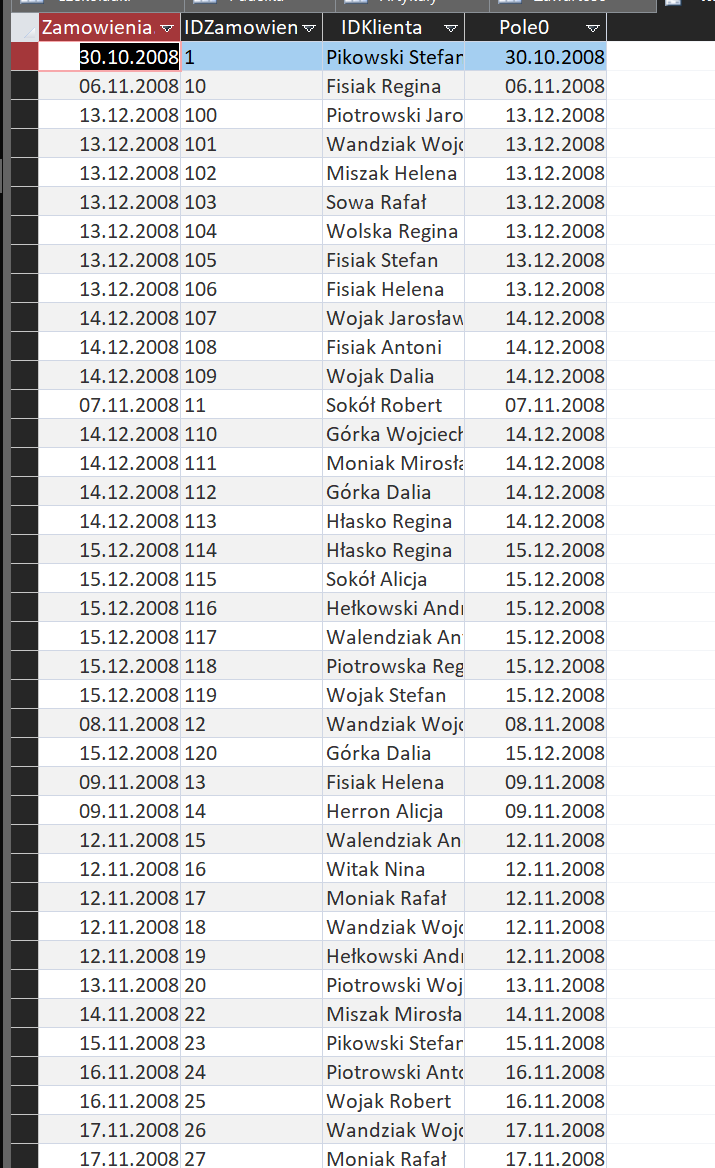 Zamowienia. IDZamowien IDKlienta Pole0
30.10.2008 1 Pikowski Stefan 30.10.2008
06.11.2008 10 Fisiak Regina 06.11.2008
13.12.2008 100 Piotrowski Jaro 13.12.2008
13.12.2008 101 Wandziak Wojc 13.12.2008
13.12.2008 102 Miszak Helena 13.12.2008
13.12.2008 103 Sowa Rafał 13.12.2008
13.12.2008 104 Wolska Regina 13.12.2008
13.12.2008 105 Fisiak Stefan 13.12.2008
13.12.2008 106 Fisiak Helena 13.12.2008
14.12.2008 107 Wojak Jarosław 14.12.2008
14.12.2008 108 Fisiak Antoni 14.12.2008
14.12.2008 109 Wojak Dalia 14.12.2008
07.11.2008 11 Sokół Robert 07.11.2008
14.12.2008 110 Górka Wojciech 14.12.2008
14.12.2008 111 Moniak Mirosła 14.12.2008
14.12.2008 112 Górka Dalia 14.12.2008
14.12.2008 113 Hłasko Regina 14.12.2008
15.12.2008 114 Hłasko Regina 15.12.2008
15.12.2008 115 Sokół Alicja 15.12.2008
15.12.2008 116 Hełkowski Andr 15.12.2008
15.12.2008 117 Walendziak An 15.12.2008
15.12.2008 118 Piotrowska Reg 15.12.2008
15.12.2008 119 Wojak Stefan 15.12.2008
08.11.2008 12 Wandziak Wojc 08.11.2008
15.12.2008 120 Górka Dalia 15.12.2008
09.11.2008 13 Fisiak Helena 09.11.2008
09.11.2008 14 Herron Alicja 09.11.2008
12.11.2008 15 Walendziak An 12.11.2008
12.11.2008 16 Witak Nina 12.11.2008
12.11.2008 17 Moniak Rafał 12.11.2008
12.11.2008 18 Wandziak Wojc 12.11.2008
12.11.2008 19 Hełkowski Andr 12.11.2008
13.11.2008 20 Piotrowski Woj 13.11.2008
14.11.2008 22 Miszak Mirosła 14.11.2008
15.11.2008 23 Pikowski Stefan 15.11.2008
16.11.2008 24 Piotrowski Anto 16.11.2008
16.11.2008 25 Wojak Robert 16.11.2008
17.11.2008 26 Wandziak Wojc 17.11.2008
17.11.2008 27 Moniak Rafał 17.11.2008